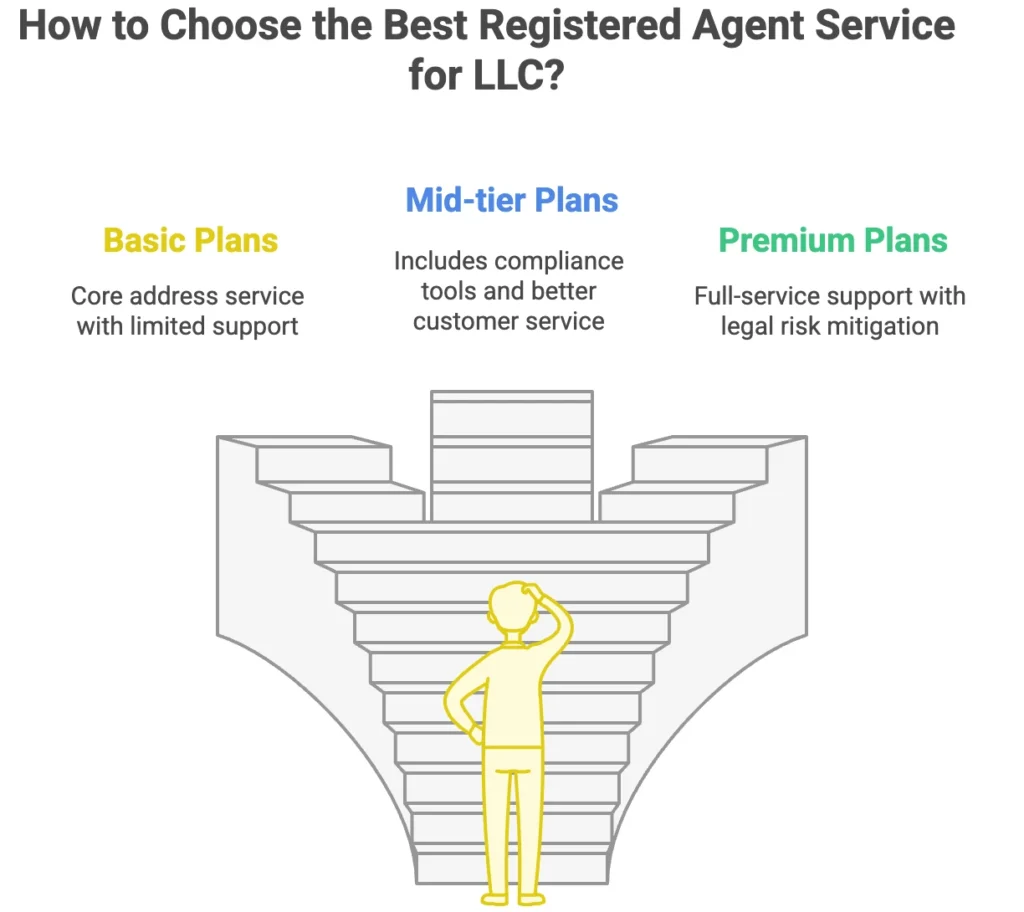 How to Choose the Best Registered Agent Service
for LLC?
Basic Plans
Core address service
with limited support
Mid-tier Plans
Includes compliance
tools and better
customer service
Premium Plans
Full-service support with
legal risk mitigation